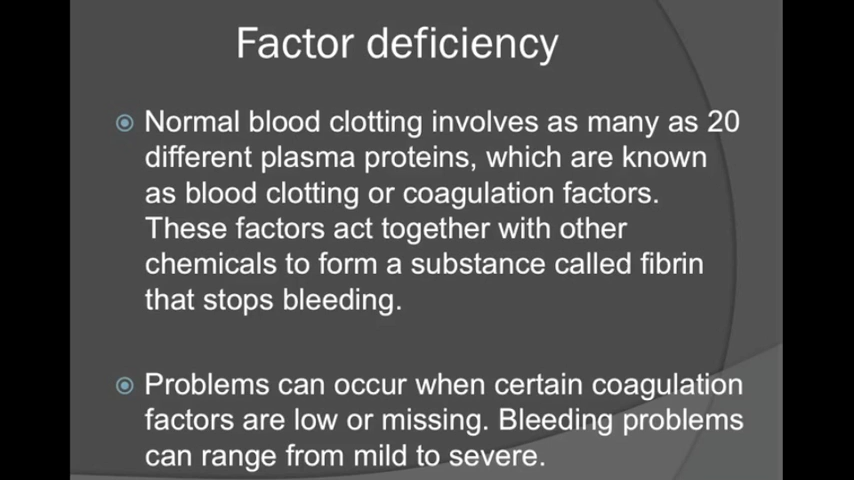 Factor deficiency
Normal blood clotting involves as many as 20
different plasma proteins, which are known
as blood clotting or coagulation factors.
These factors act together with other
chemicals to form a substance called fibrin
that stops bleeding.
Problems can occur when certain coagulation
factors are low or missing. Bleeding problems
can range from mild to severe.